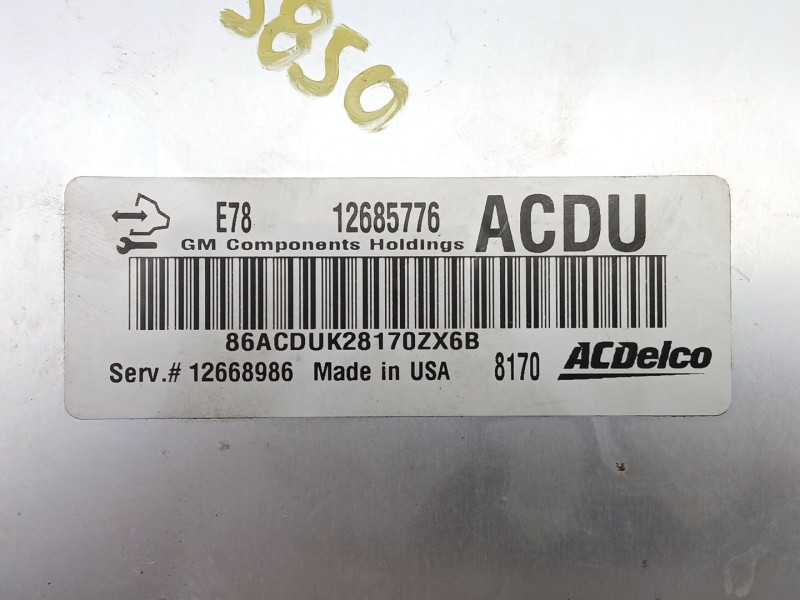 5850
E78 12685776 ACDU
GM Components Holdings
86ACDUK28170ZX6B
Serv.# 12668986 Made in USA 8170 ACDelco